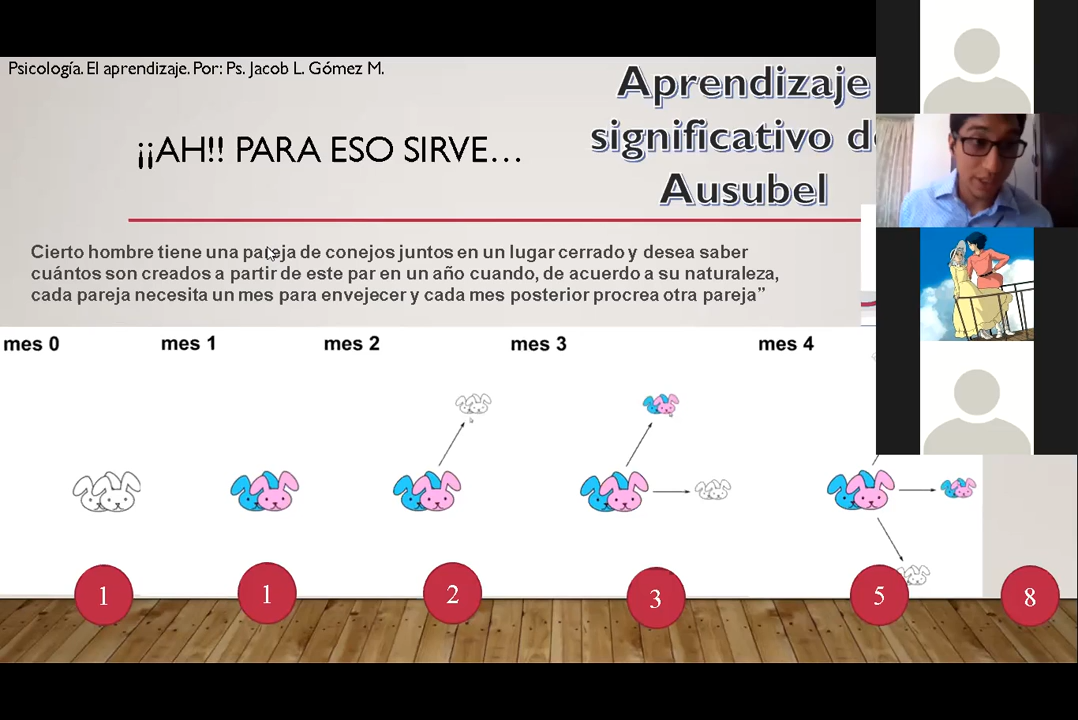 Psicología. El aprendizaje. Por: Ps. Jacob L. Gómez M.
Aprendizaje
significativo de
Ausubel
¡¡AH!! PARA ESO SIRVE…
Cierto hombre tiene una pareja de conejos juntos en un lugar cerrado y desea saber
cuántos son creados a partir de este par en un año cuando, de acuerdo a su naturaleza,
cada pareja necesita un mes para envejecer y cada mes posterior procrea otra pareja”
mes 0 mes 1 mes 2 mes 3 mes 4
1 1 2 3 5 8